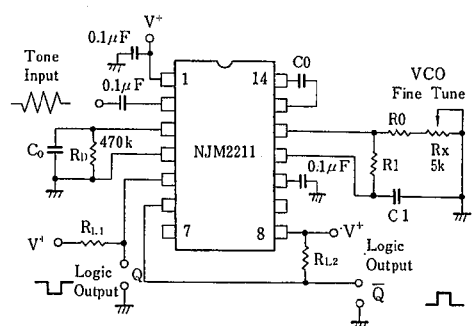 V+
0.1μF
Tone
Input
0.1μF
1
14
C0
VCO
Fine Tune
R0
Rx
5k
470k
C0
RD
NJM2211
R1
0.1μF
C1
RL1
V+
Q
7
8
V+
Logic
Output
RL2
Logic
Output
Q̅